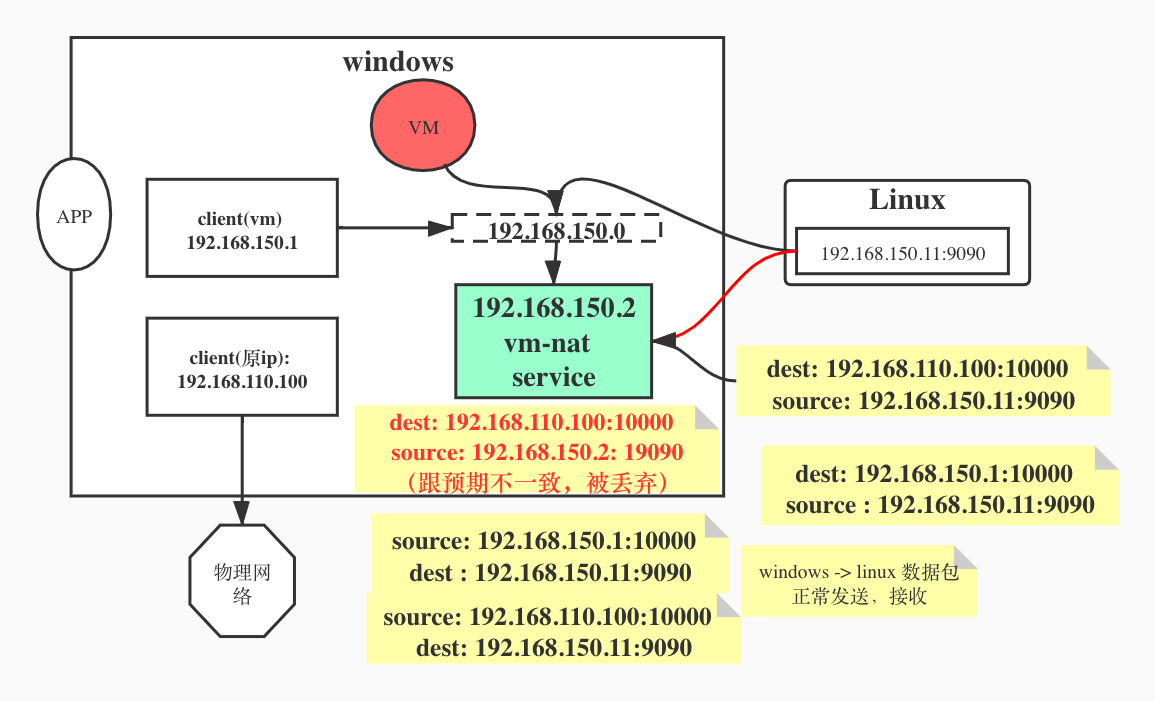 windows
VM
APP
client(vm)
192.168.150.1
192.168.150.0
Linux
192.168.150.11:9090
192.168.150.2
vm-nat
service
client(原ip):
192.168.110.100
dest: 192.168.110.100:10000
source: 192.168.150.11:9090
dest: 192.168.110.100:10000
source: 192.168.150.2: 19090
（跟预期不一致，被丢弃）
dest: 192.168.150.1:10000
source : 192.168.150.11:9090
物理网
络
source: 192.168.150.1:10000
dest : 192.168.150.11:9090
windows -> linux 数据包
正常发送，接收
source: 192.168.110.100:10000
dest: 192.168.150.11:9090